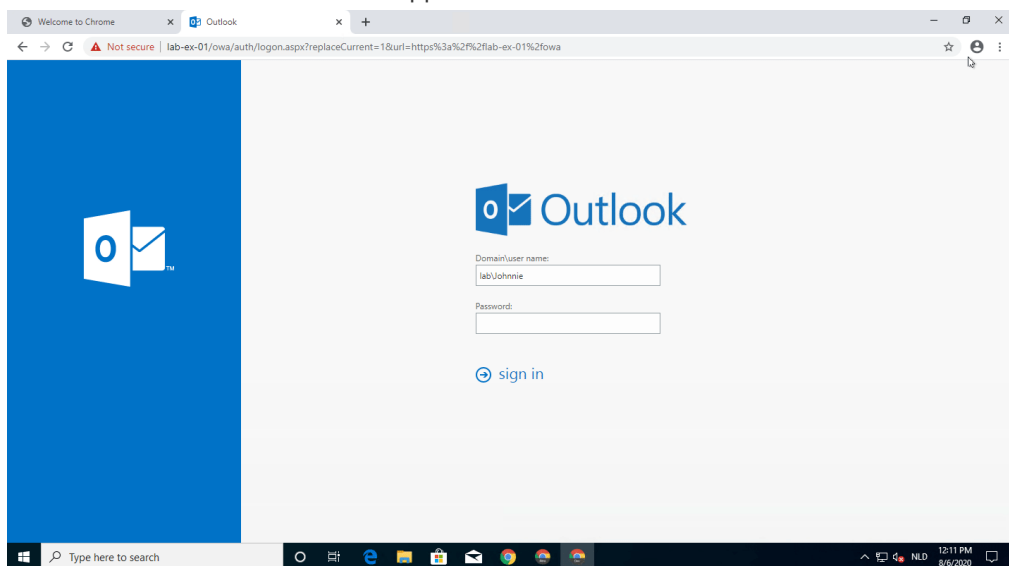 Welcome to Chrome
Outlook
Not secure | lab-ex-01/owa/auth/logon.aspx?replaceCurrent=1&url=https%3a%2f%2flab-ex-01%2fowa
Outlook
Domain\user name:
lab\Johnnie
Password:
sign in
TM
Type here to search
NLD
12:11 PM
8/6/2020